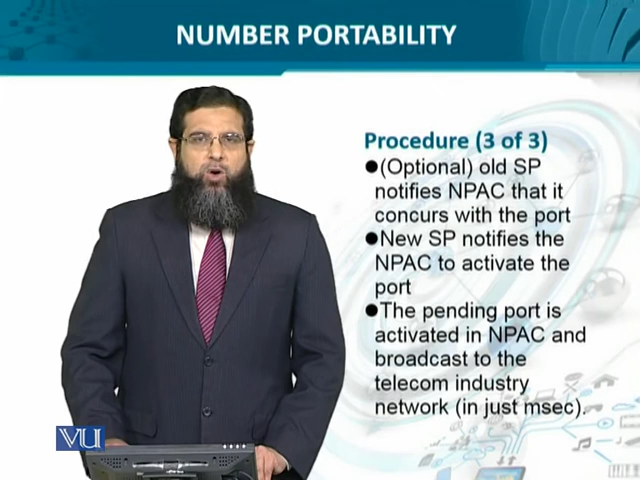 NUMBER PORTABILITY
Procedure (3 of 3)
●(Optional) old SP
notifies NPAC that it
concurs with the port
●New SP notifies the
NPAC to activate the
port
●The pending port is
activated in NPAC and
broadcast to the
telecom industry
network (in just msec).
VU